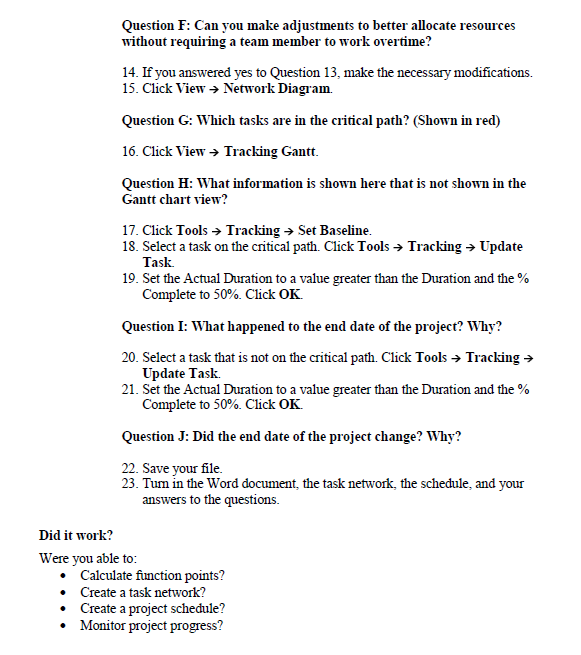 Question F: Can you make adjustments to better allocate resources
without requiring a team member to work overtime?
14. If you answered yes to Question 13, make the necessary modifications.
15. Click View → Network Diagram.
Question G: Which tasks are in the critical path? (Shown in red)
16. Click View → Tracking Gantt.
Question H: What information is shown here that is not shown in the
Gantt chart view?
17. Click Tools → Tracking → Set Baseline.
18. Select a task on the critical path. Click Tools → Tracking → Update
Task.
19. Set the Actual Duration to a value greater than the Duration and the %
Complete to 50%. Click OK.
Question I: What happened to the end date of the project? Why?
20. Select a task that is not on the critical path. Click Tools → Tracking →
Update Task.
21. Set the Actual Duration to a value greater than the Duration and the %
Complete to 50%. Click OK.
Question J: Did the end date of the project change? Why?
22. Save your file.
23. Turn in the Word document, the task network, the schedule, and your
answers to the questions.
Did it work?
Were you able to:
• Calculate function points?
• Create a task network?
• Create a project schedule?
• Monitor project progress?